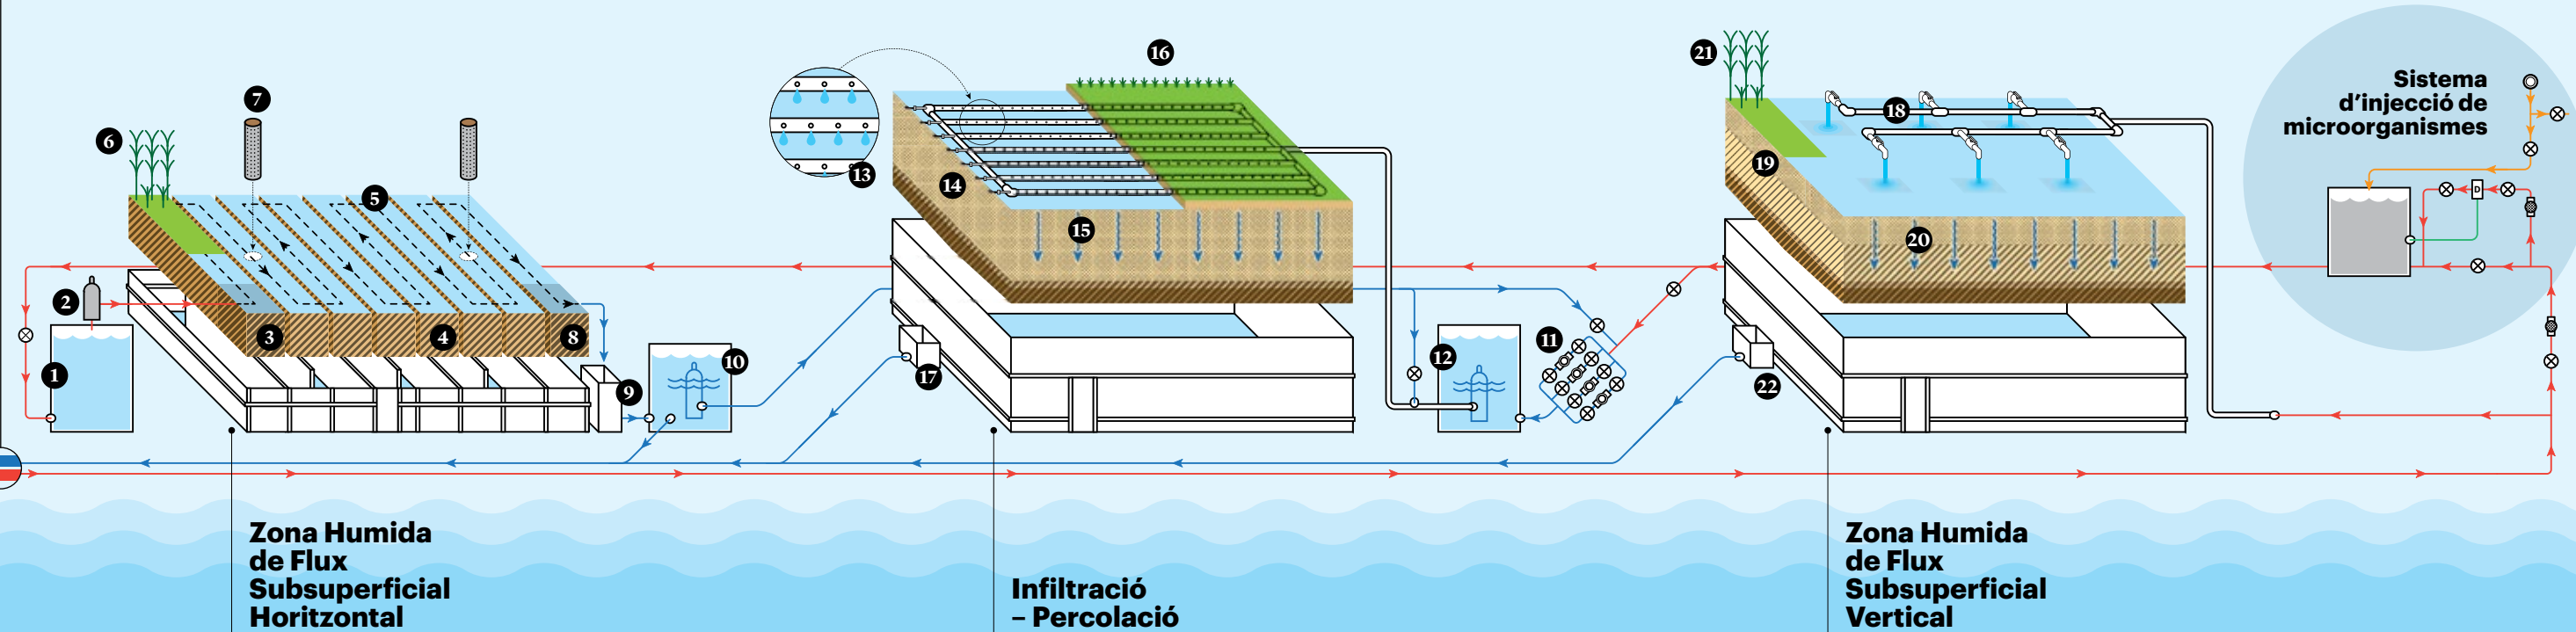 Sistema
d'injecció de
microorganismes
21
16
7
18
6
D
13
19
14
5
15
20
2
3
4
8
11
12
10
1
17
22
9
Zona Humida
de Flux
Subsuperficial
Horitzontal
Infiltració
– Percolació
Zona Humida
de Flux
Subsuperficial
Vertical